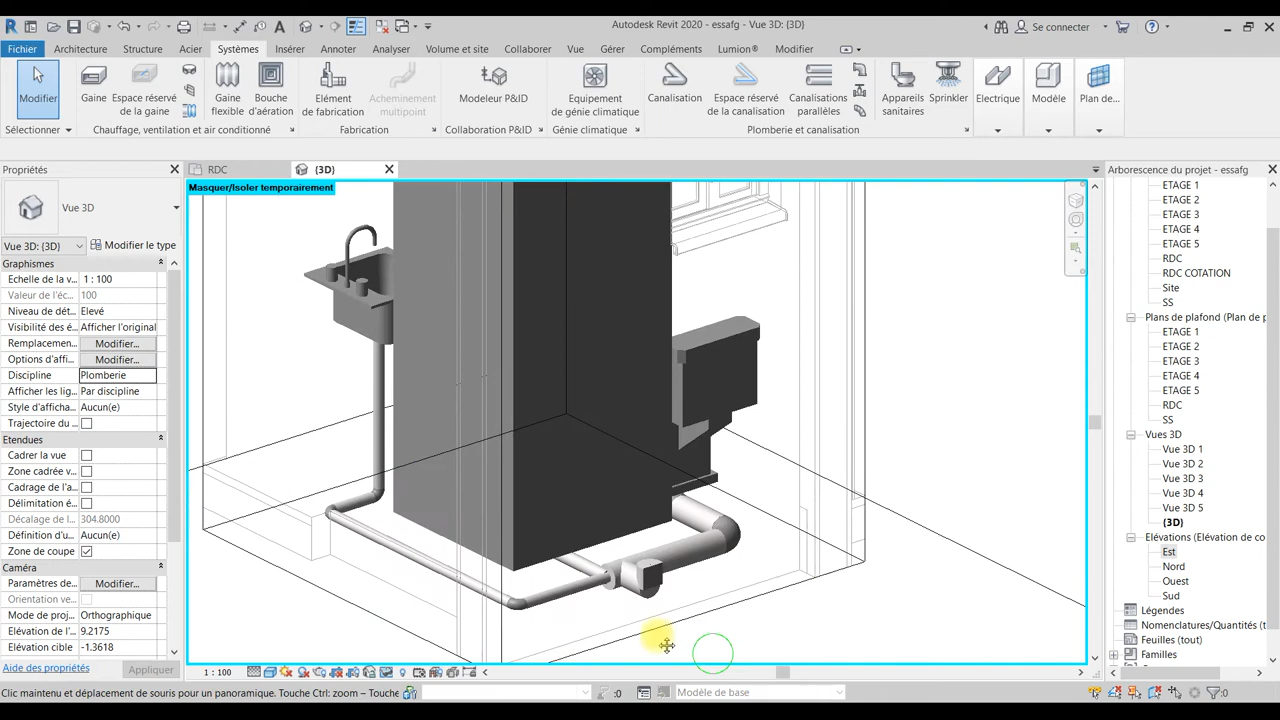 Autodesk Revit 2020 - essafg - Vue 3D: {3D}
Se connecter
Fichier Architecture Structure Acier Systèmes Insérer Annoter Analyser Volume et site Collaborer Vue Gérer Compléments Lumion® Modifier
Modifier
Gaine
Espace réservé de la gaine
Gaine flexible
Bouche d'aération
Elément de fabrication
Acheminement multipoint
Modeleur P&ID
Equipement de génie climatique
Canalisation
Espace réservé de la canalisation
Canalisations parallèles
Appareils sanitaires
Sprinkler
Electrique
Modèle
Plan de...
Sélectionner
Chauffage, ventilation et air conditionné
Fabrication
Collaboration P&ID
Génie climatique
Plomberie et canalisation
Propriétés
RDC
{3D}
Arborescence du projet - essafg
Masquer/Isoler temporairement
Vue 3D
Vue 3D: {3D}
Modifier le type
Graphismes
Echelle de la v... 1 : 100
Valeur de l'éc... 100
Niveau de dét... Elevé
Visibilité des é... Afficher l'original
Remplacemen... Modifier...
Options d'affi... Modifier...
Discipline Plomberie
Afficher les lig... Par discipline
Style d'afficha... Aucun(e)
Trajectoire du ...
Etendues
Cadrer la vue
Zone cadrée v...
Cadrage de l'a...
Délimitation é...
Décalage de l... 304.8000
Définition d'u... Aucun(e)
Zone de coupe
Caméra
Paramètres de... Modifier...
Orientation ve...
Mode de proj... Orthographique
Elévation de l'... 9.2175
Elévation cible -1.3618
Aide des propriétés
Appliquer
ETAGE 1
ETAGE 2
ETAGE 3
ETAGE 4
ETAGE 5
RDC
RDC COTATION
Site
SS
Plans de plafond (Plan de p
ETAGE 1
ETAGE 2
ETAGE 3
ETAGE 4
ETAGE 5
RDC
SS
Vues 3D
Vue 3D 1
Vue 3D 2
Vue 3D 3
Vue 3D 4
Vue 3D 5
{3D}
Elévations (Elévation de co
Est
Nord
Ouest
Sud
Légendes
Nomenclatures/Quantités (t
Feuilles (tout)
Familles
1 : 100
Clic maintenu et déplacement de souris pour un panoramique. Touche Ctrl: zoom – Touche
:0
Modèle de base
:0